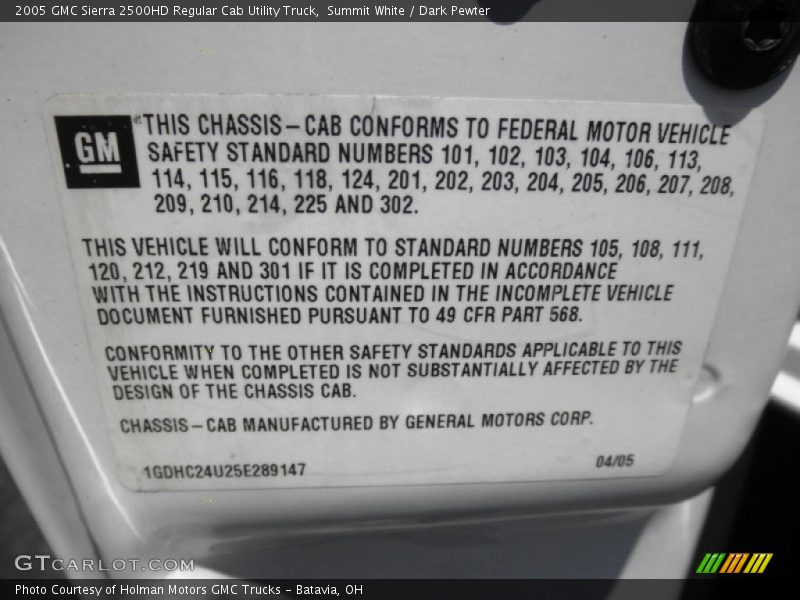 2005 GMC Sierra 2500HD Regular Cab Utility Truck,  Summit White / Dark Pewter
GM
THIS CHASSIS-CAB CONFORMS TO FEDERAL MOTOR VEHICLE
SAFETY STANDARD NUMBERS 101, 102, 103, 104, 106, 113,
114, 115, 116, 118, 124, 201, 202, 203, 204, 205, 206, 207, 208,
209, 210, 214, 225 AND 302.
THIS VEHICLE WILL CONFORM TO STANDARD NUMBERS 105, 108, 111,
120, 212, 219 AND 301 IF IT IS COMPLETED IN ACCORDANCE
WITH THE INSTRUCTIONS CONTAINED IN THE INCOMPLETE VEHICLE
DOCUMENT FURNISHED PURSUANT TO 49 CFR PART 568.
CONFORMITY TO THE OTHER SAFETY STANDARDS APPLICABLE TO THIS
VEHICLE WHEN COMPLETED IS NOT SUBSTANTIALLY AFFECTED BY THE
DESIGN OF THE CHASSIS CAB.
CHASSIS-CAB MANUFACTURED BY GENERAL MOTORS CORP.
1GDHC24U25E289147 04/05
GTCARLOT.COM
Photo Courtesy of Holman Motors GMC Trucks - Batavia, OH